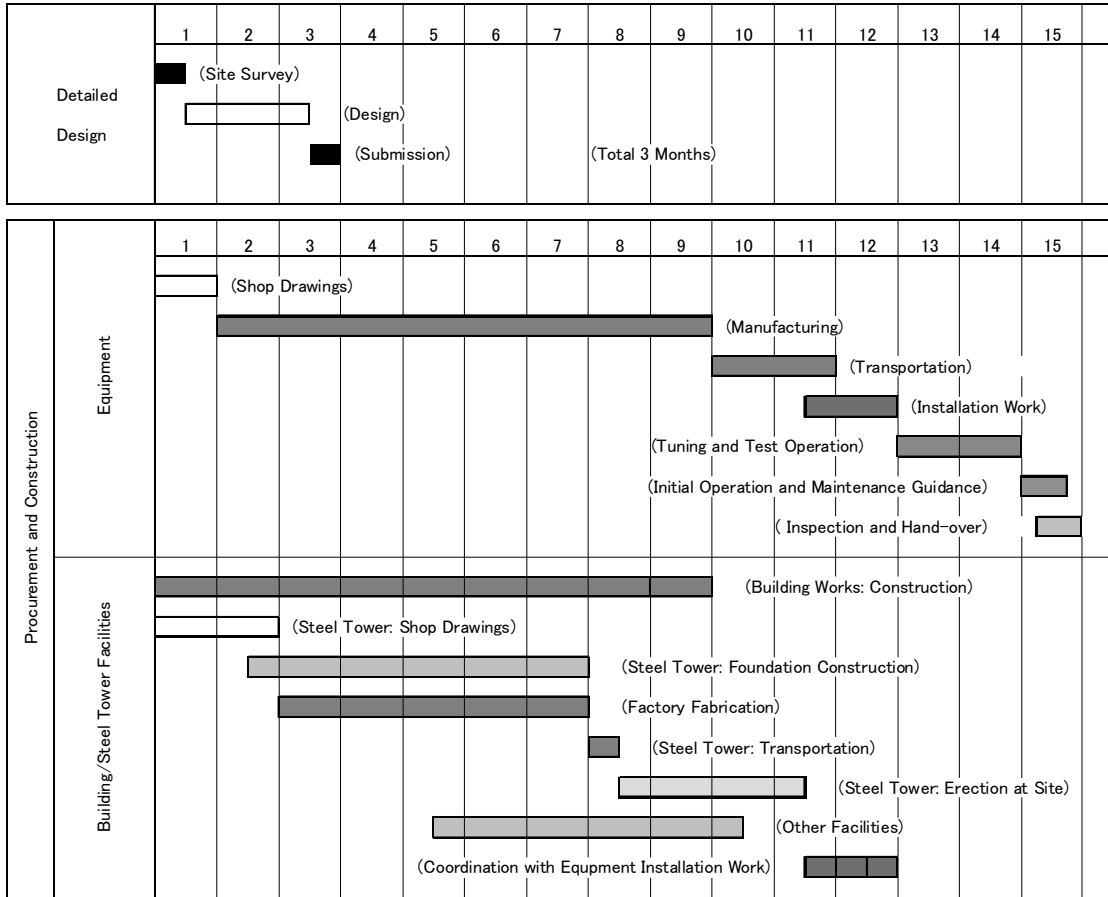 1 2 3 4 5 6 7 8 9 10 11 12 13 14 15
Detailed
Design
(Site Survey)
(Design)
(Submission) (Total 3 Months)
1 2 3 4 5 6 7 8 9 10 11 12 13 14 15
Procurement and Construction
Equipment
(Shop Drawings)
(Manufacturing)
(Transportation)
(Installation Work)
(Tuning and Test Operation)
(Initial Operation and Maintenance Guidance)
( Inspection and Hand-over)
Building/Steel Tower Facilities
(Building Works: Construction)
(Steel Tower: Shop Drawings)
(Steel Tower: Foundation Construction)
(Factory Fabrication)
(Steel Tower: Transportation)
(Steel Tower: Erection at Site)
(Other Facilities)
(Coordination with Equpment Installation Work)